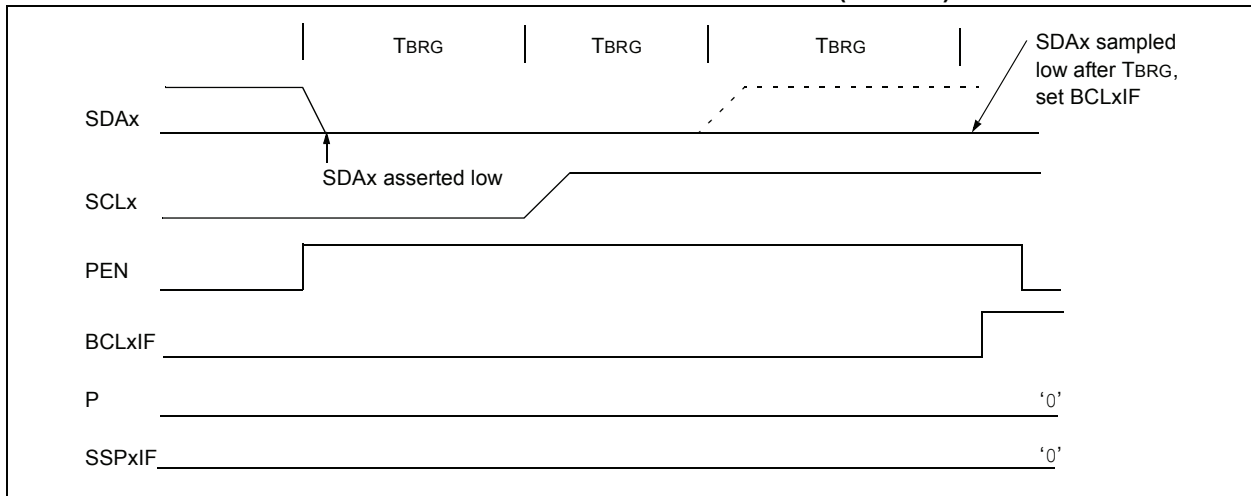 TBRG TBRG TBRG
SDAx sampled
low after TBRG,
set BCLxIF
SDAx
SDAx asserted low
SCLx
PEN
BCLxIF
P ‘0’
SSPxIF ‘0’